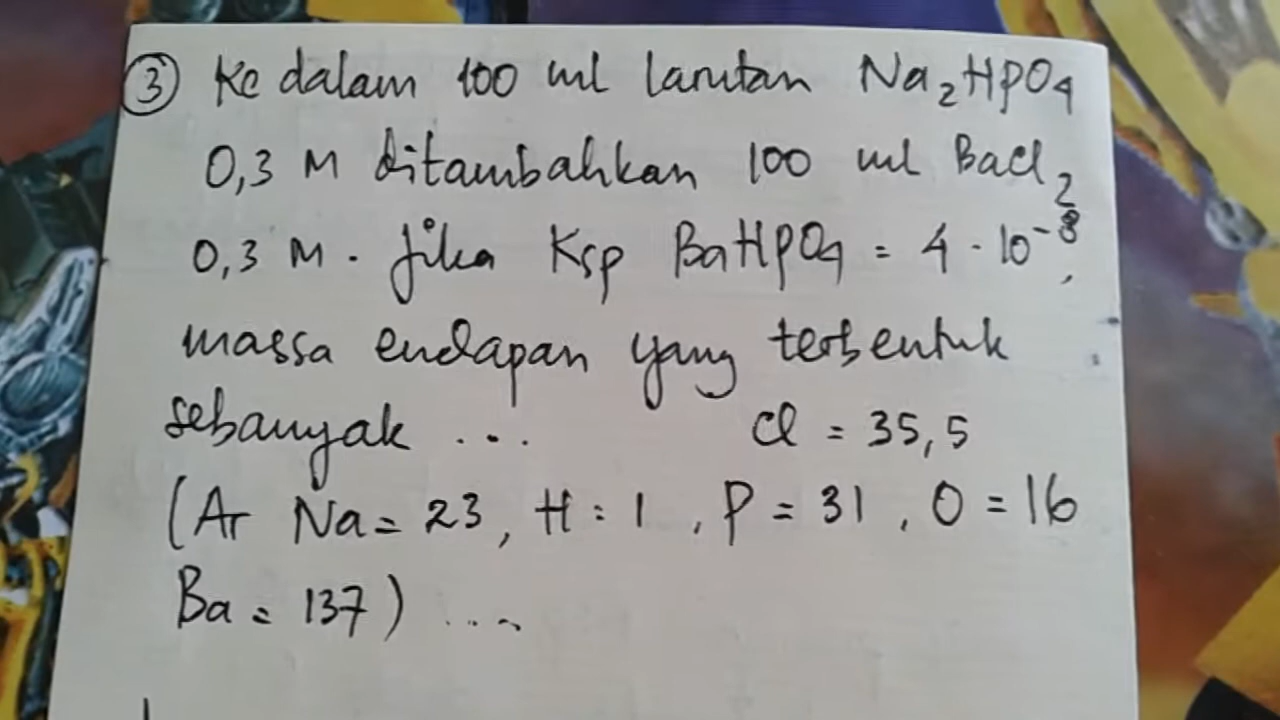 ③ Ke dalam 100 ml larutan Na₂HPO₄
0,3 M ditambahkan 100 ml BaCl₂
0,3 M. Jika Ksp BaHPO₄ = 4 · 10⁻⁸,
massa endapan yang terbentuk
sebanyak ... Cl = 35,5
(Ar Na = 23, H = 1, P = 31, O = 16
Ba = 137) ....